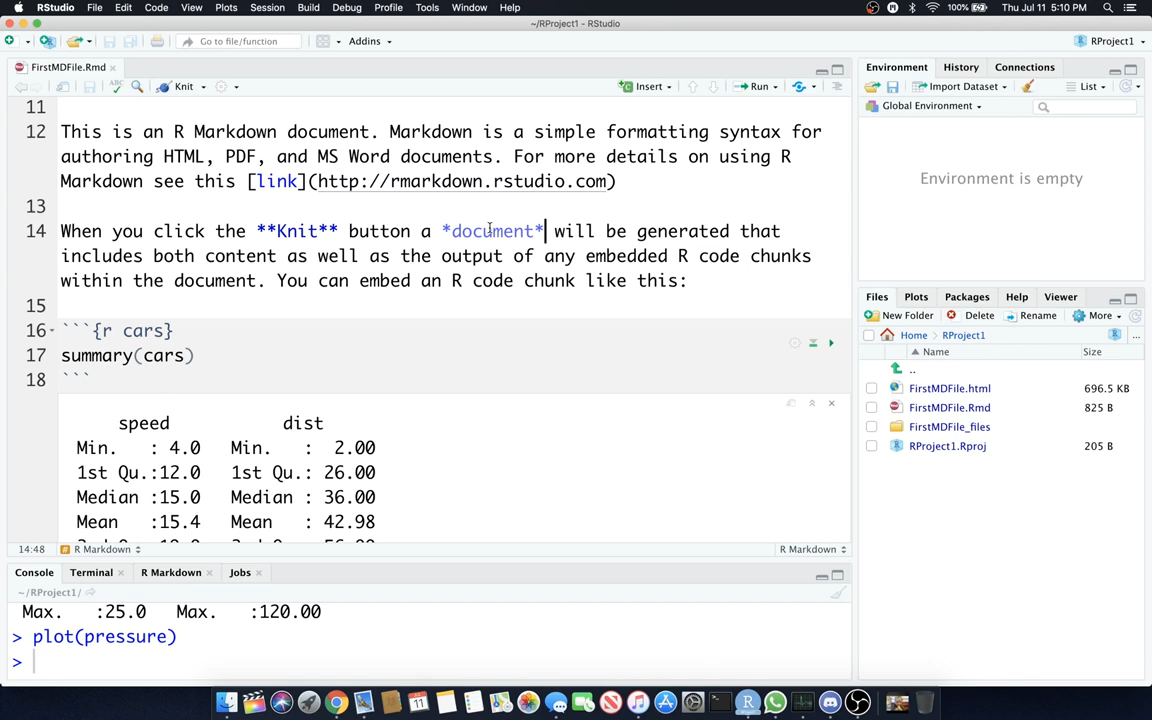 RStudio File Edit Code View Plots Session Build Debug Profile Tools Window Help 100% Thu Jul 11 5:10 PM
~/RProject1 - RStudio
Go to file/function Addins RProject1
FirstMDFile.Rmd
ABC Knit Insert Run
11
12 This is an R Markdown document. Markdown is a simple formatting syntax for
authoring HTML, PDF, and MS Word documents. For more details on using R
Markdown see this [link](http://rmarkdown.rstudio.com)
13
14 When you click the **Knit** button a *document* will be generated that
includes both content as well as the output of any embedded R code chunks
within the document. You can embed an R code chunk like this:
15
16 ```{r cars}
17 summary(cars)
18 ```
speed dist
Min. : 4.0 Min. : 2.00
1st Qu.:12.0 1st Qu.: 26.00
Median :15.0 Median : 36.00
Mean :15.4 Mean : 42.98
14:48 R Markdown R Markdown
Console Terminal R Markdown Jobs
~/RProject1/
Max. :25.0 Max. :120.00
> plot(pressure)
>
Environment History Connections
Import Dataset List
Global Environment
Environment is empty
Files Plots Packages Help Viewer
New Folder Delete Rename More
Home RProject1 R ...
Name Size
..
FirstMDFile.html 696.5 KB
FirstMDFile.Rmd 825 B
FirstMDFile_files
RProject1.Rproj 205 B
11 R